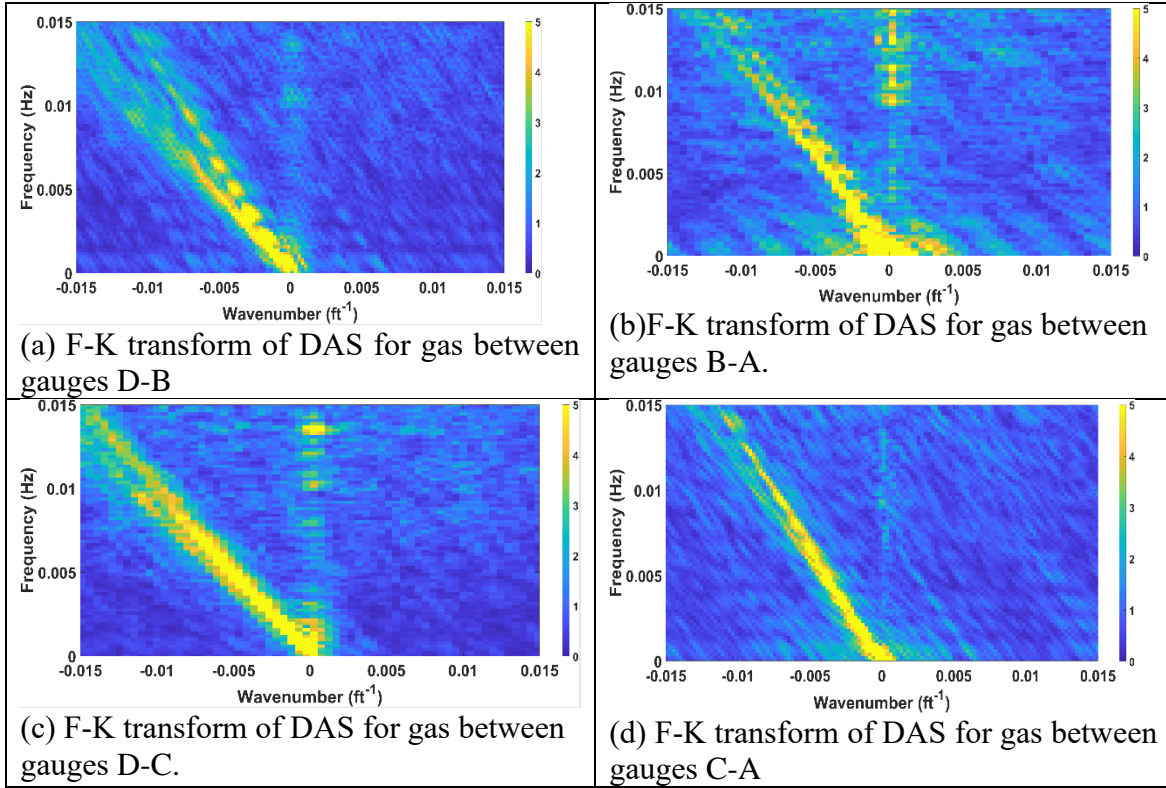 0.015
0.01
0.005
0
Frequency (Hz)
-0.015 -0.01 -0.005 0 0.005 0.01 0.015
Wavenumber (ft-1)
5
4
3
2
1
0
(a) F-K transform of DAS for gas between
gauges D-B
0.015
0.01
0.005
0
Frequency (Hz)
-0.015 -0.01 -0.005 0 0.005 0.01 0.015
Wavenumber (ft-1)
5
4
3
2
1
0
(b)F-K transform of DAS for gas between
gauges B-A.
0.015
0.01
0.005
0
Frequency (Hz)
-0.015 -0.01 -0.005 0 0.005 0.01 0.015
Wavenumber (ft-1)
5
4
3
2
1
0
(c) F-K transform of DAS for gas between
gauges D-C.
0.015
0.01
0.005
0
Frequency (Hz)
-0.015 -0.01 -0.005 0 0.005 0.01 0.015
Wavenumber (ft-1)
5
4
3
2
1
0
(d) F-K transform of DAS for gas between
gauges C-A